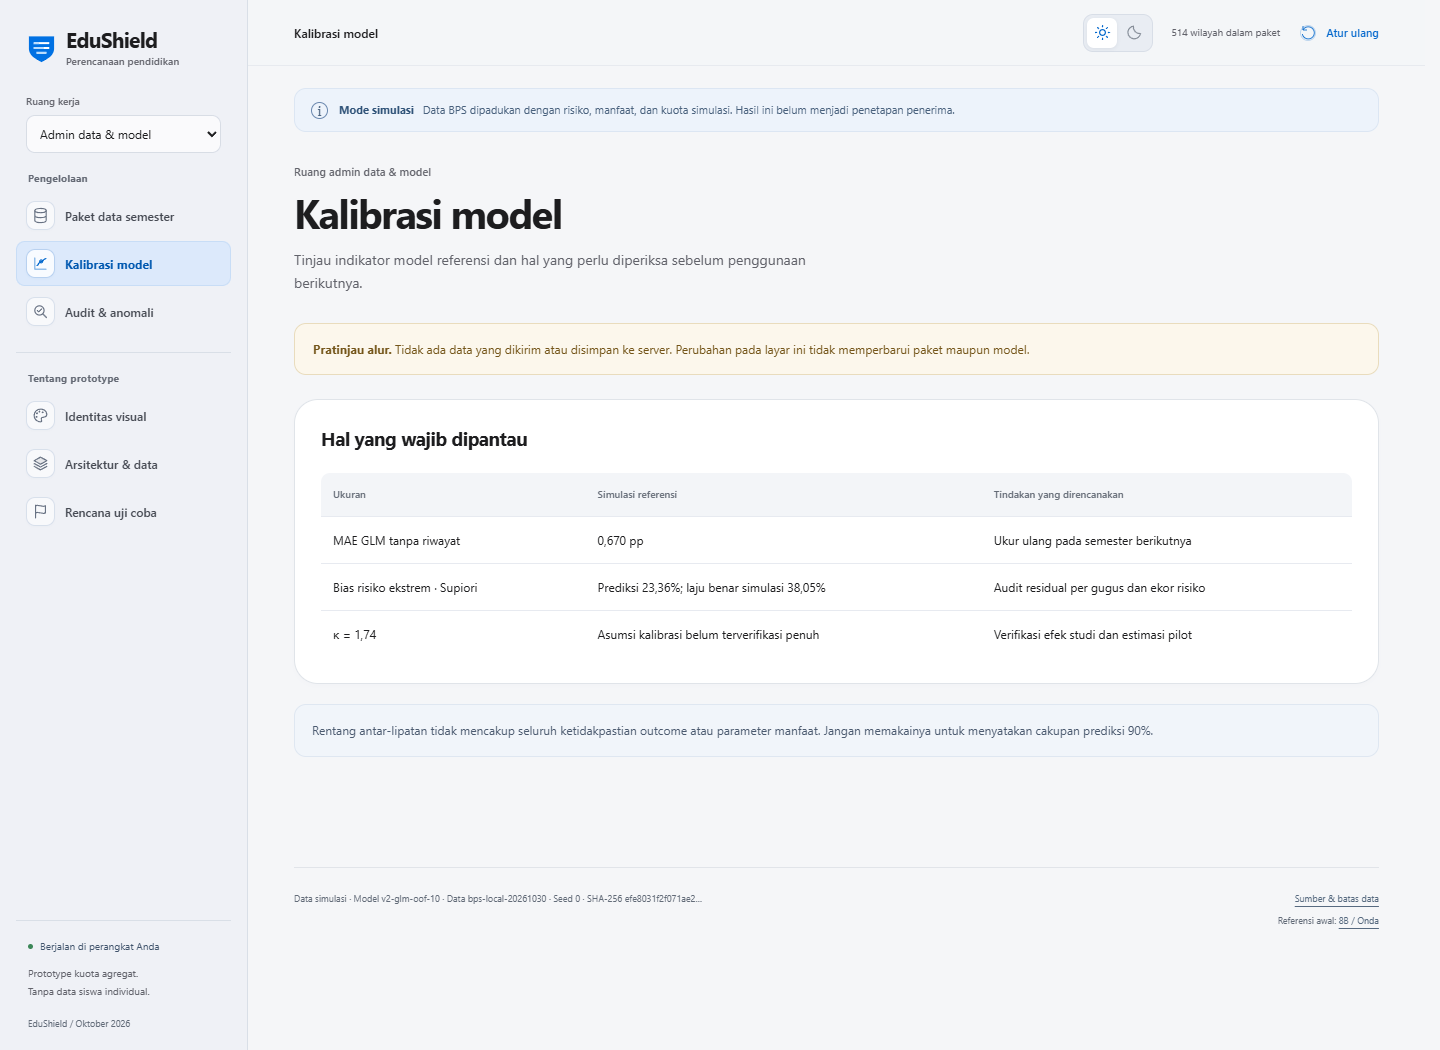 EduShield
Perencanaan pendidikan
Ruang kerja
Admin data & model
Pengelolaan
Paket data semester
Kalibrasi model
Audit & anomali
Tentang prototype
Identitas visual
Arsitektur & data
Rencana uji coba
Berjalan di perangkat Anda
Prototype kuota agregat.
Tanpa data siswa individual.
EduShield / Oktober 2026
Kalibrasi model
514 wilayah dalam paket
Atur ulang
Mode simulasi Data BPS dipadukan dengan risiko, manfaat, dan kuota simulasi. Hasil ini belum menjadi penetapan penerima.
Ruang admin data & model
Kalibrasi model
Tinjau indikator model referensi dan hal yang perlu diperiksa sebelum penggunaan
berikutnya.
Pratinjau alur. Tidak ada data yang dikirim atau disimpan ke server. Perubahan pada layar ini tidak memperbarui paket maupun model.
Hal yang wajib dipantau
Ukuran Simulasi referensi Tindakan yang direncanakan
MAE GLM tanpa riwayat 0,670 pp Ukur ulang pada semester berikutnya
Bias risiko ekstrem · Supiori Prediksi 23,36%; laju benar simulasi 38,05% Audit residual per gugus dan ekor risiko
κ = 1,74 Asumsi kalibrasi belum terverifikasi penuh Verifikasi efek studi dan estimasi pilot
Rentang antar-lipatan tidak mencakup seluruh ketidakpastian outcome atau parameter manfaat. Jangan memakainya untuk menyatakan cakupan prediksi 90%.
Data simulasi · Model v2-glm-oof-10 · Data bps-local-20261030 · Seed 0 · SHA-256 efe8031f2f071ae2...
Sumber & batas data
Referensi awal: 8B / Onda